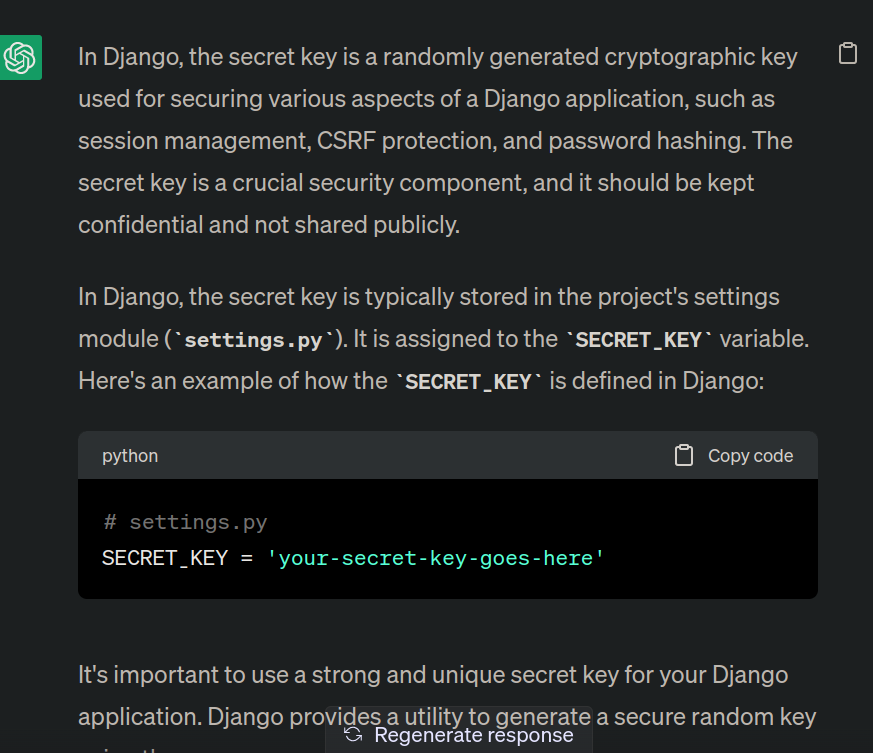 In Django, the secret key is a randomly generated cryptographic key
used for securing various aspects of a Django application, such as
session management, CSRF protection, and password hashing. The
secret key is a crucial security component, and it should be kept
confidential and not shared publicly.
In Django, the secret key is typically stored in the project's settings
module (`settings.py`). It is assigned to the `SECRET_KEY` variable.
Here's an example of how the `SECRET_KEY` is defined in Django:
python
Copy code
# settings.py
SECRET_KEY = 'your-secret-key-goes-here'
It's important to use a strong and unique secret key for your Django
application. Django provides a utility to generate a secure random key
Regenerate response